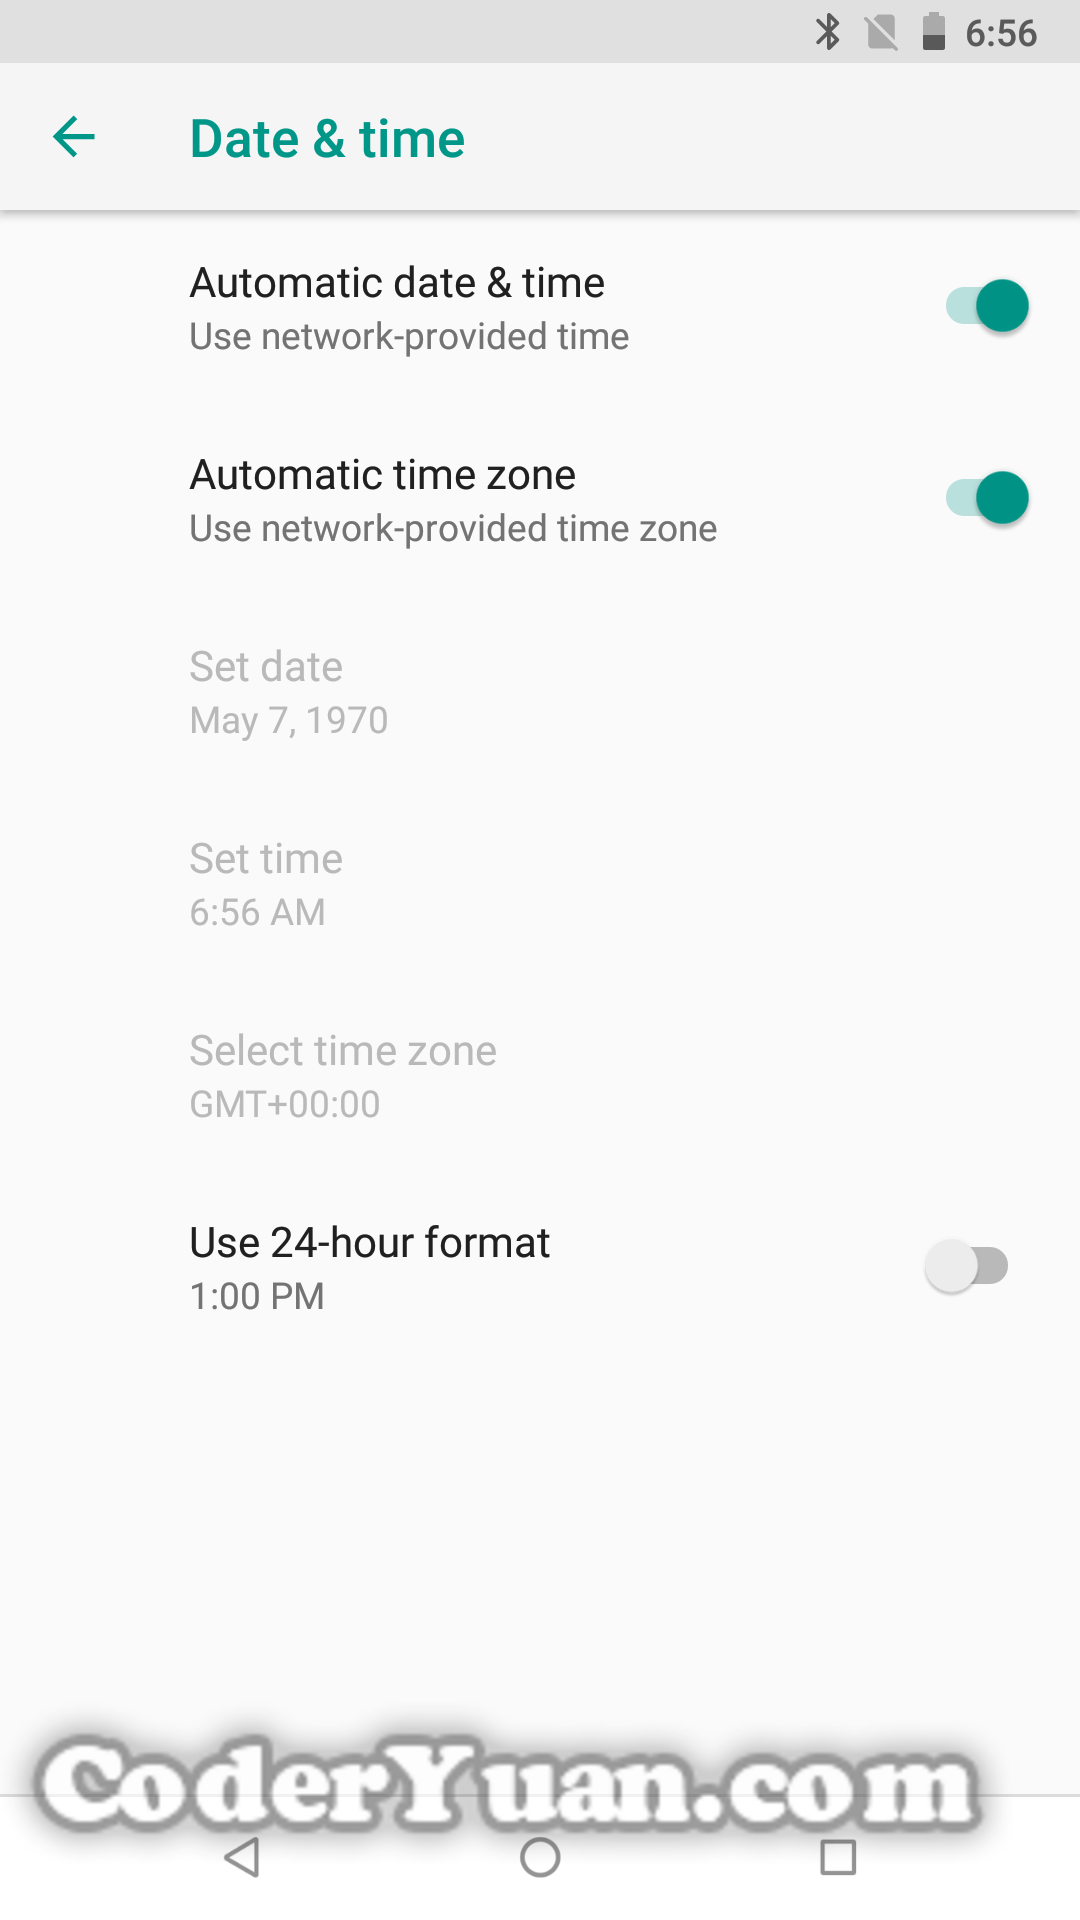 6:56
Date & time
Automatic date & time
Use network-provided time
Automatic time zone
Use network-provided time zone
Set date
May 7, 1970
Set time
6:56 AM
Select time zone
GMT+00:00
Use 24-hour format
1:00 PM
CoderYuan.com